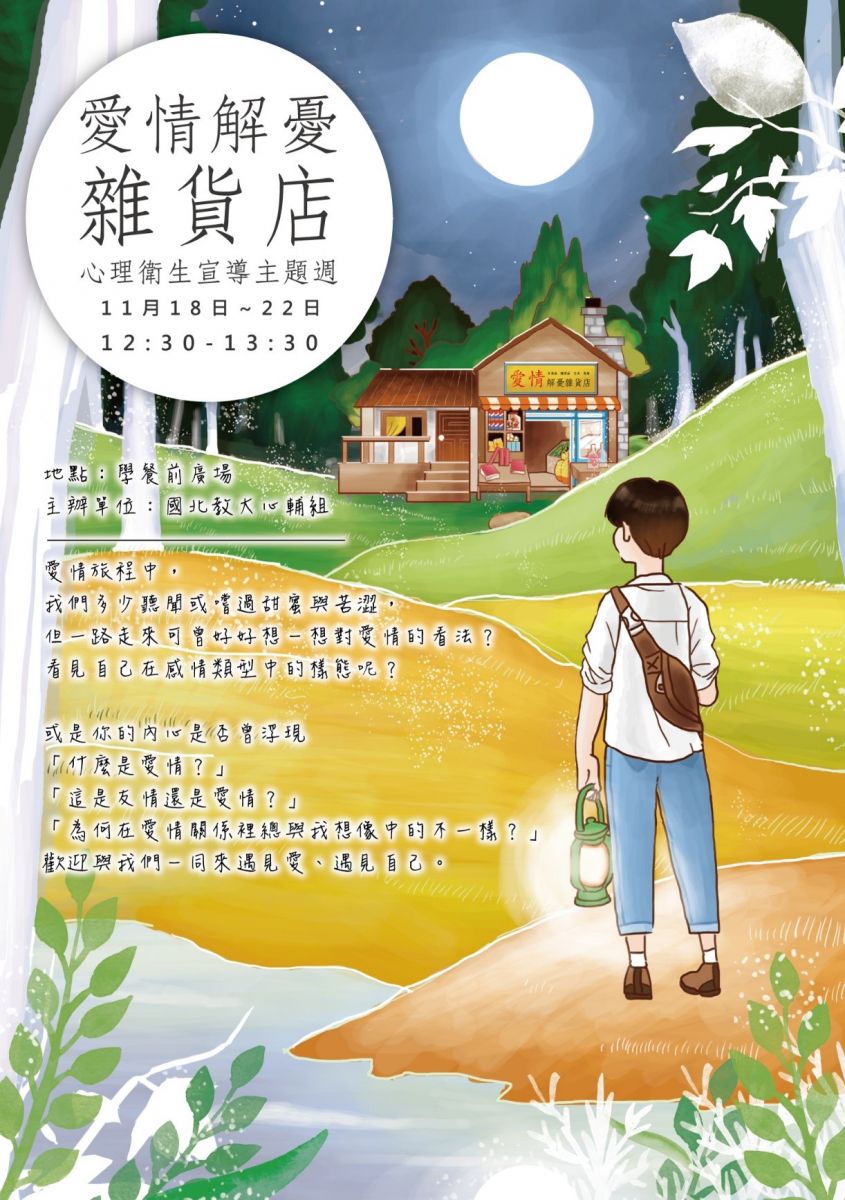 愛情解憂
雜貨店
心理衛生宣導主題週
11月18日~22日
12:30-13:30
愛情
解憂雜貨店
地點：學餐前廣場
主辦單位：國北教大心輔組
愛情旅程中，
我們多少聽聞或嚐過甜蜜與苦澀，
但一路走來可曾好好想一想對愛情的看法？
看見自己在感情類型中的樣態呢？
或是你的內心是否曾浮現
「什麼是愛情？」
「這是友情還是愛情？」
「為何在愛情關係裡總與我想像中的不一樣？」
歡迎與我們一同來遇見愛、遇見自己。